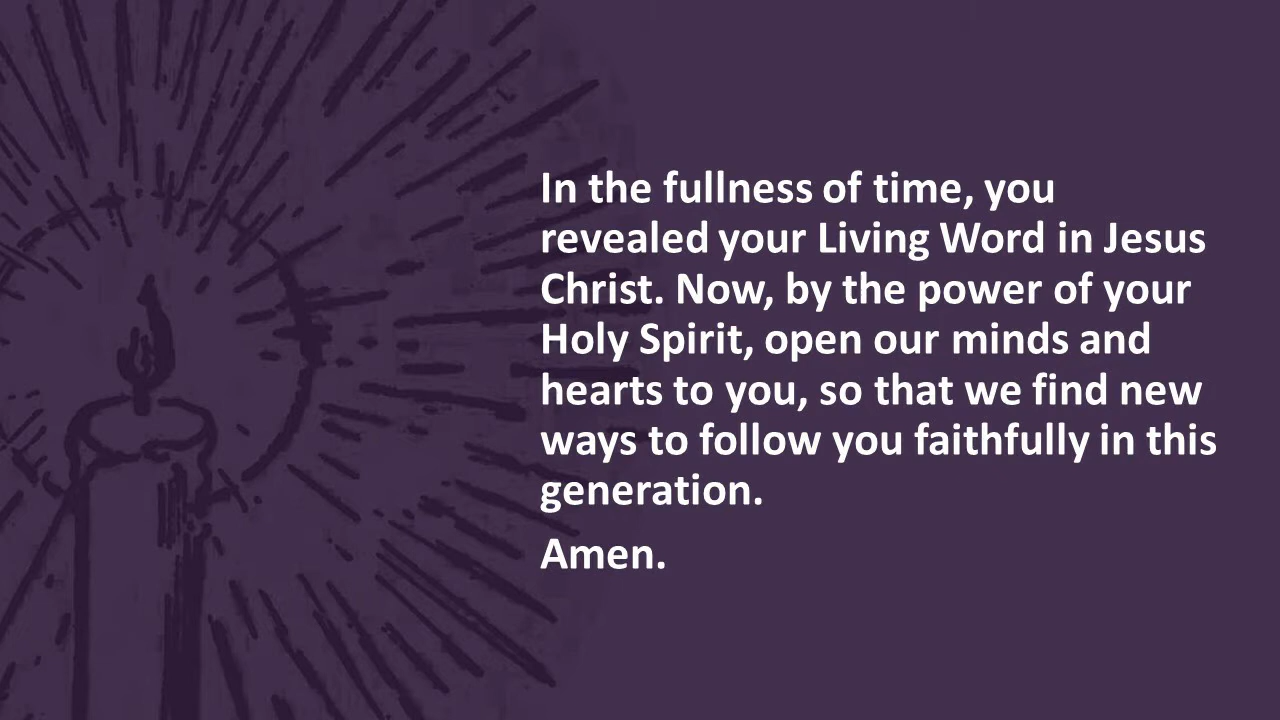 In the fullness of time, you
revealed your Living Word in Jesus
Christ. Now, by the power of your
Holy Spirit, open our minds and
hearts to you, so that we find new
ways to follow you faithfully in this
generation.
Amen.